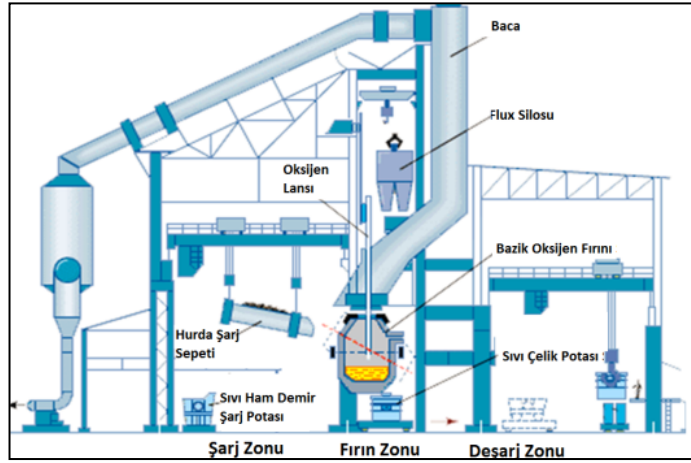 Baca
Flux Silosu
Oksijen
Lansı
Bazik Oksijen Fırını
Hurda Şarj
Sepeti
Sıvı Çelik Potası
Sıvı Ham Demir
Şarj Potası
Şarj Zonu
Fırın Zonu
Deşarj Zonu